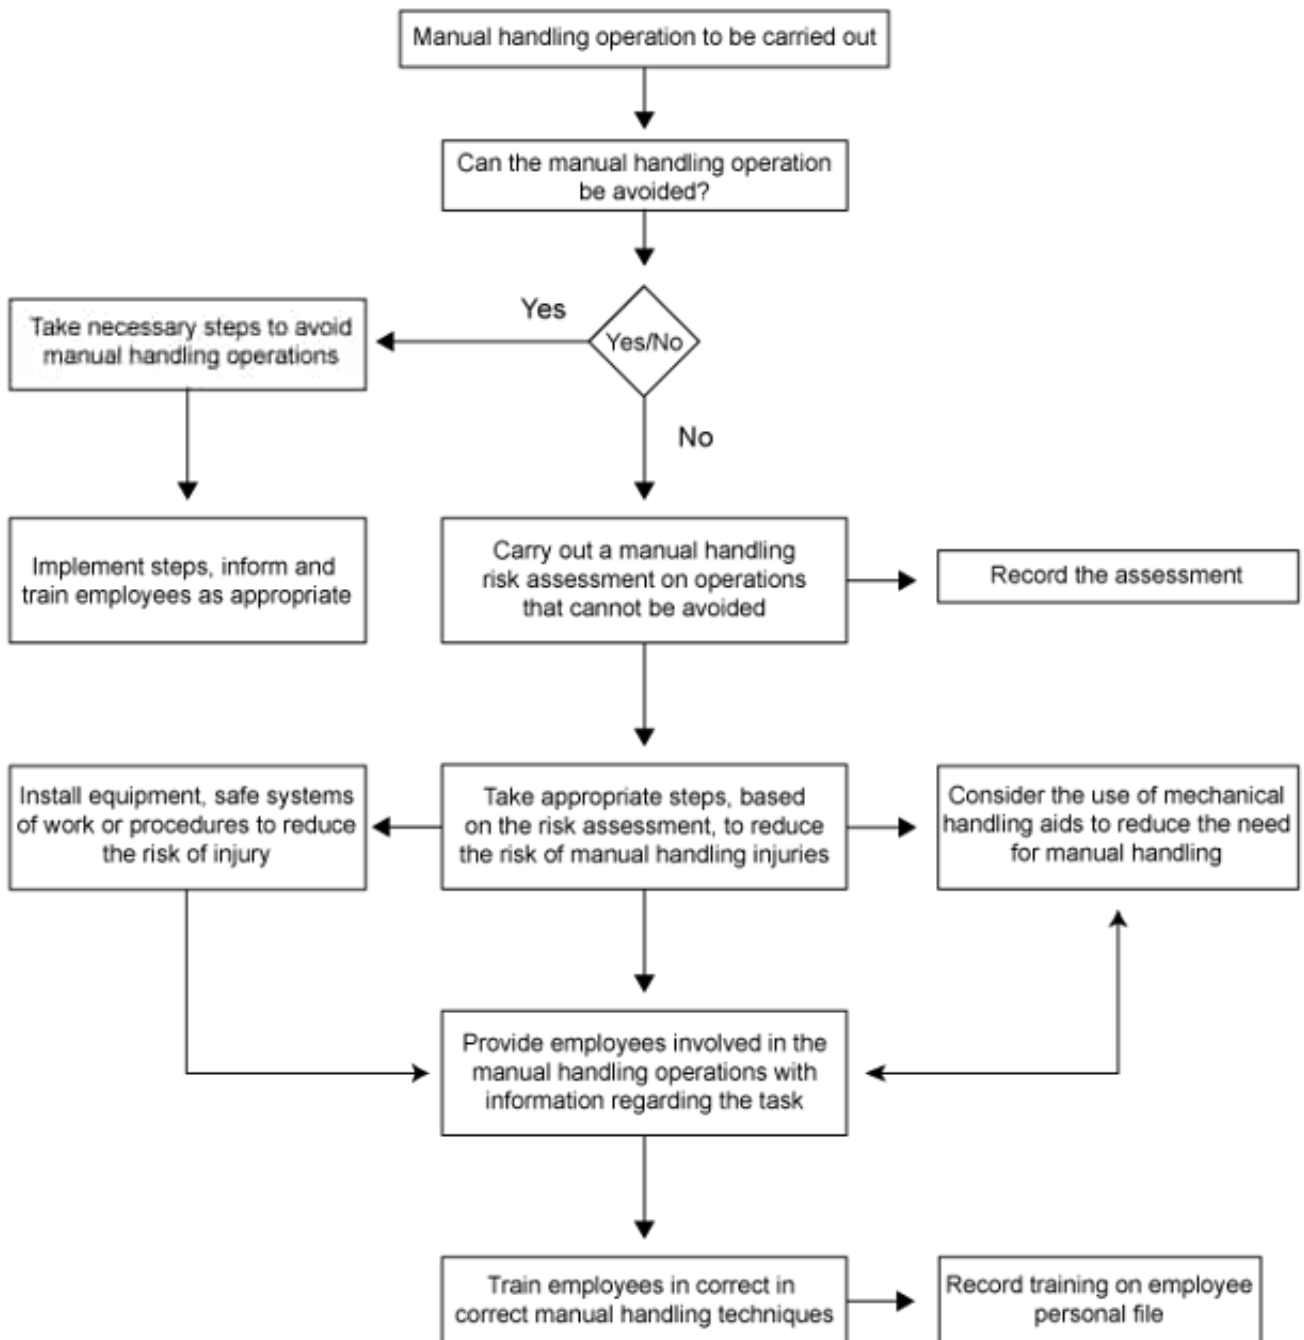 Manual handling operation to be carried out
Can the manual handling operation
be avoided?
Yes
Yes/No
No
Take necessary steps to avoid
manual handling operations
Implement steps, inform and
train employees as appropriate
Carry out a manual handling
risk assessment on operations
that cannot be avoided
Record the assessment
Install equipment, safe systems
of work or procedures to reduce
the risk of injury
Take appropriate steps, based
on the risk assessment, to reduce
the risk of manual handling injuries
Consider the use of mechanical
handling aids to reduce the need
for manual handling
Provide employees involved in the
manual handling operations with
information regarding the task
Train employees in correct in
correct manual handling techniques
Record training on employee
personal file